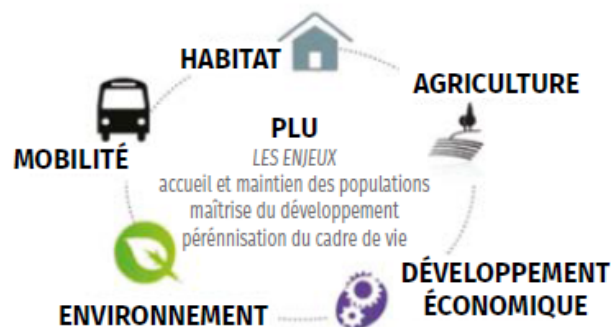 HABITAT
AGRICULTURE
MOBILITÉ
PLU
LES ENJEUX
accueil et maintien des populations
maîtrise du développement
pérénnisation du cadre de vie
DÉVELOPPEMENT
ÉCONOMIQUE
ENVIRONNEMENT